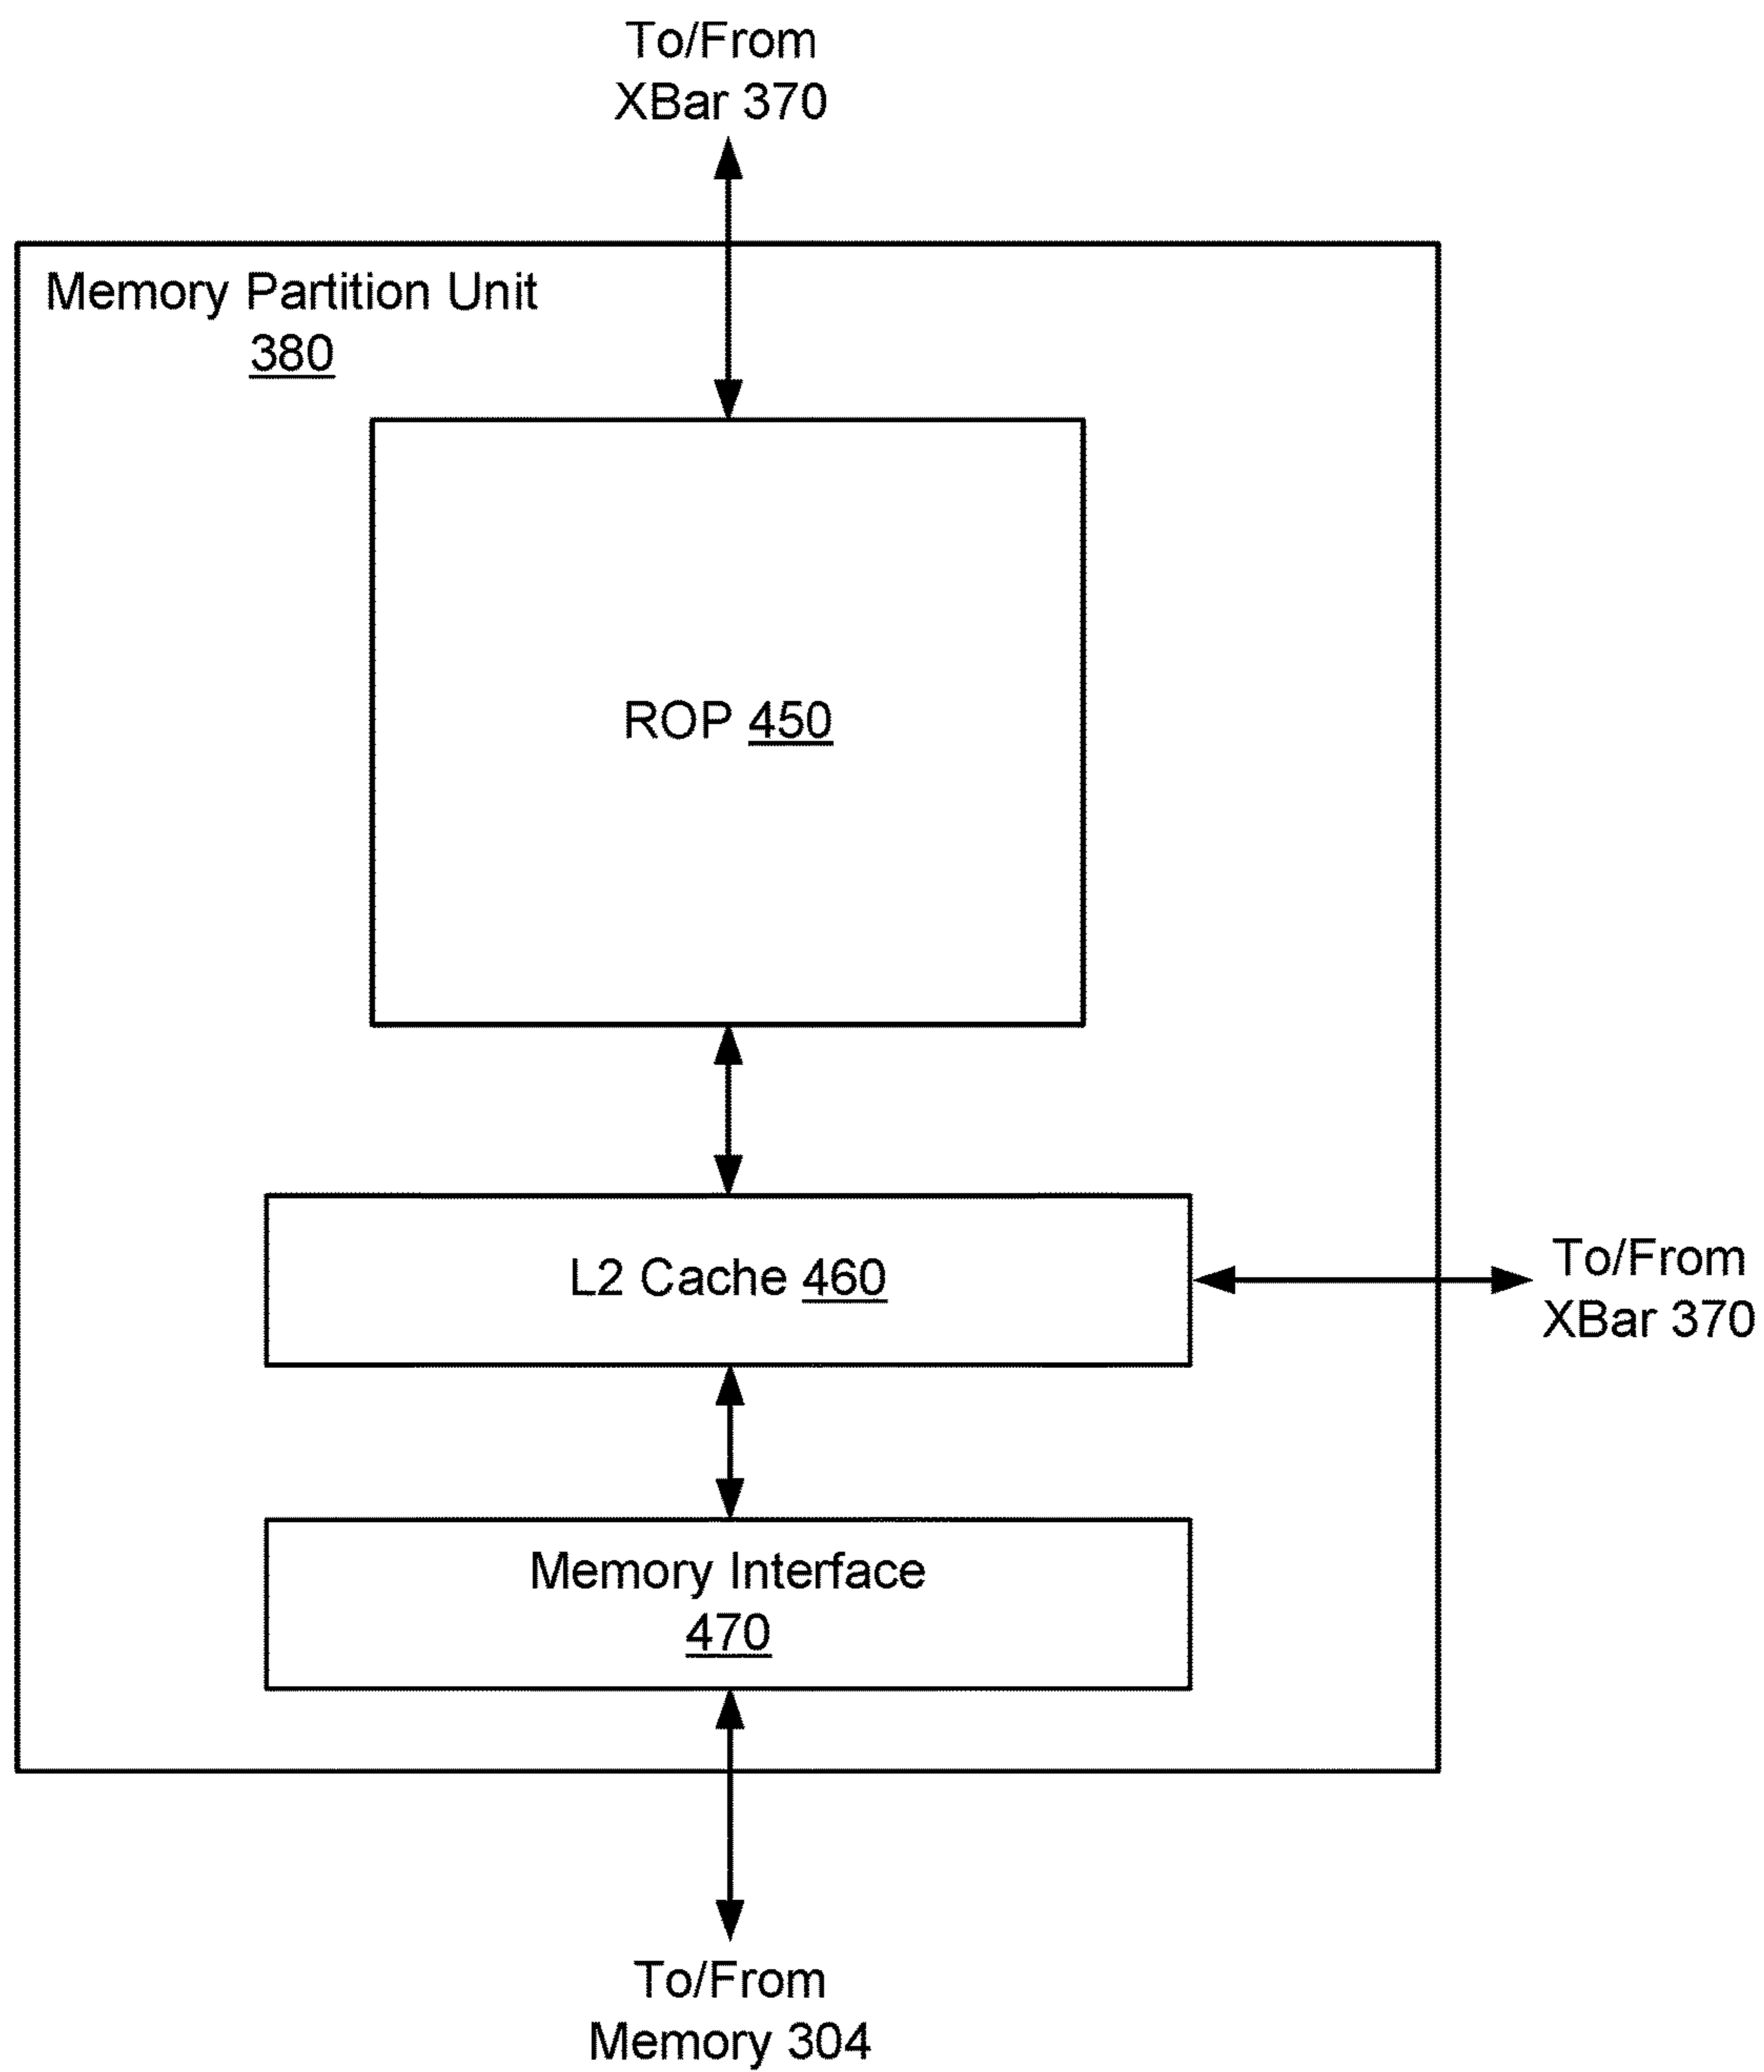 To/From
XBar 370
Memory Partition Unit
380
ROP 450
L2 Cache 460
To/From
XBar 370
Memory Interface
470
To/From
Memory 304